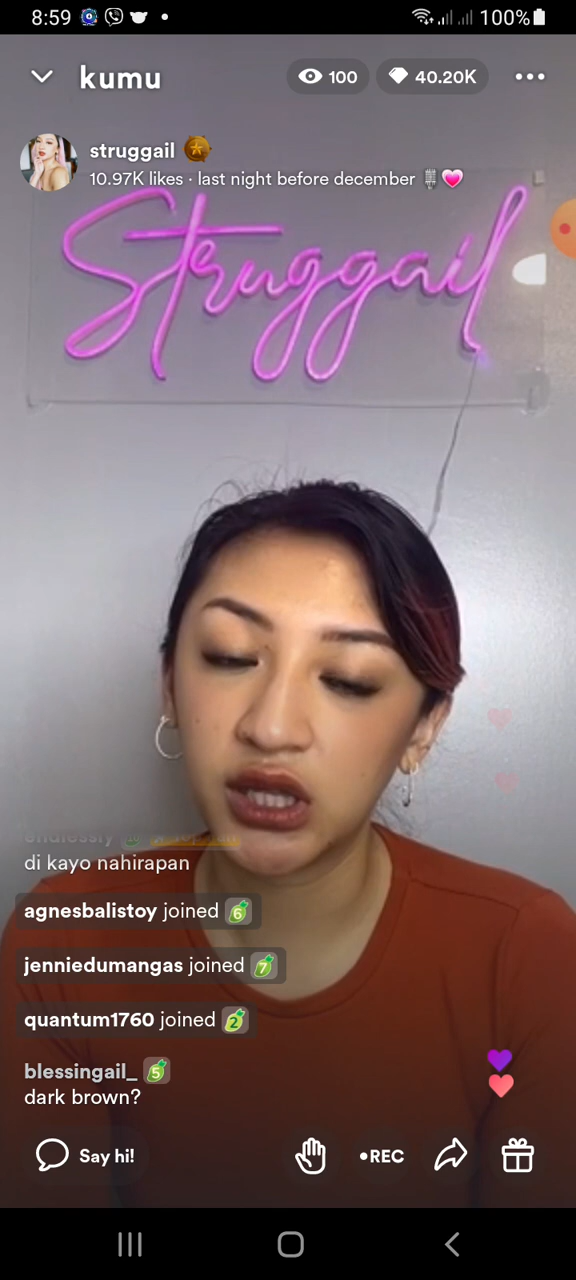 8:59
100%
kumu
100
40.20K
struggail
10.97K likes · last night before december
Struggail
endlessly
di kayo nahirapan
agnesbalistoy joined 6
jenniedumangas joined 7
quantum1760 joined 2
blessingail_ 5
dark brown?
Say hi!
•REC